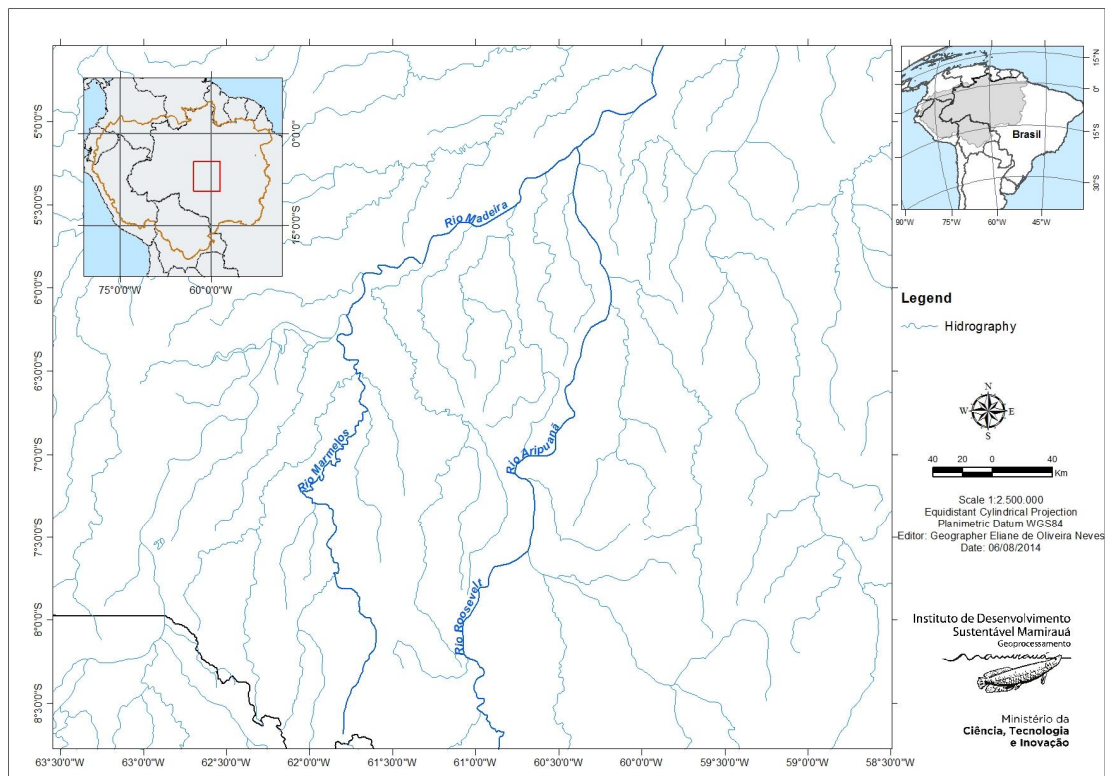 5°0'0"S
5°30'0"S
6°0'0"S
6°30'0"S
7°0'0"S
7°30'0"S
8°0'0"S
8°30'0"S
63°30'0"W 63°0'0"W 62°30'0"W 62°0'0"W 61°30'0"W 61°0'0"W 60°30'0"W 60°0'0"W 59°30'0"W 59°0'0"W 58°30'0"W
0°0'0"
15°0'0"S
75°0'0"W 60°0'0"W
Rio Madeira
Rio Marmelos
Rio Aripuanã
Rio Roosevelt
20
Brasil
15°N
0°
15°S
30°S
90°W 75°W 60°W 45°W
Legend
Hidrography
N
W E
S
40 20 0 40
Km
Scale 1:2.500.000
Equidistant Cylindrical Projection
Planimetric Datum WGS84
Editor: Geographer Eliane de Oliveira Neves
Date: 06/08/2014
Instituto de Desenvolvimento
Sustentável Mamirauá
Geoprocessamento
mamirauá
Ministério da
Ciência, Tecnologia
e Inovação